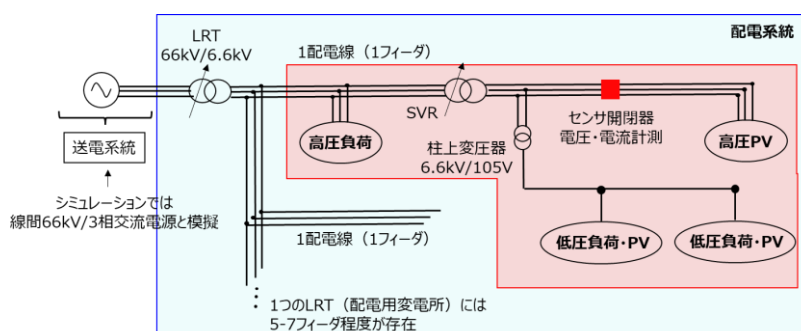 配電系統
LRT
66kV/6.6kV
1配電線（1フィーダ）
SVR
センサ開閉器
電圧・電流計測
送電系統
高圧負荷
柱上変圧器
6.6kV/105V
高圧PV
シミュレーションでは
線間66kV/3相交流電源と模擬
1配電線（1フィーダ）
低圧負荷・PV
低圧負荷・PV
1つのLRT（配電用変電所）には
5-7フィーダ程度が存在